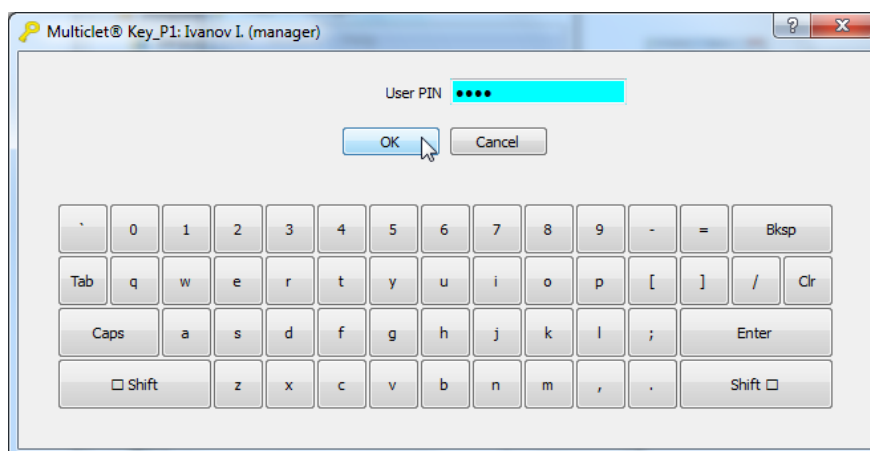 Multiclet® Key_P1: Ivanov I. (manager)
User PIN ●●●●
OK Cancel
` 0 1 2 3 4 5 6 7 8 9 - = Bksp
Tab q w e r t y u i o p [ ] / Clr
Caps a s d f g h j k l ; Enter
□ Shift z x c v b n m , . Shift □